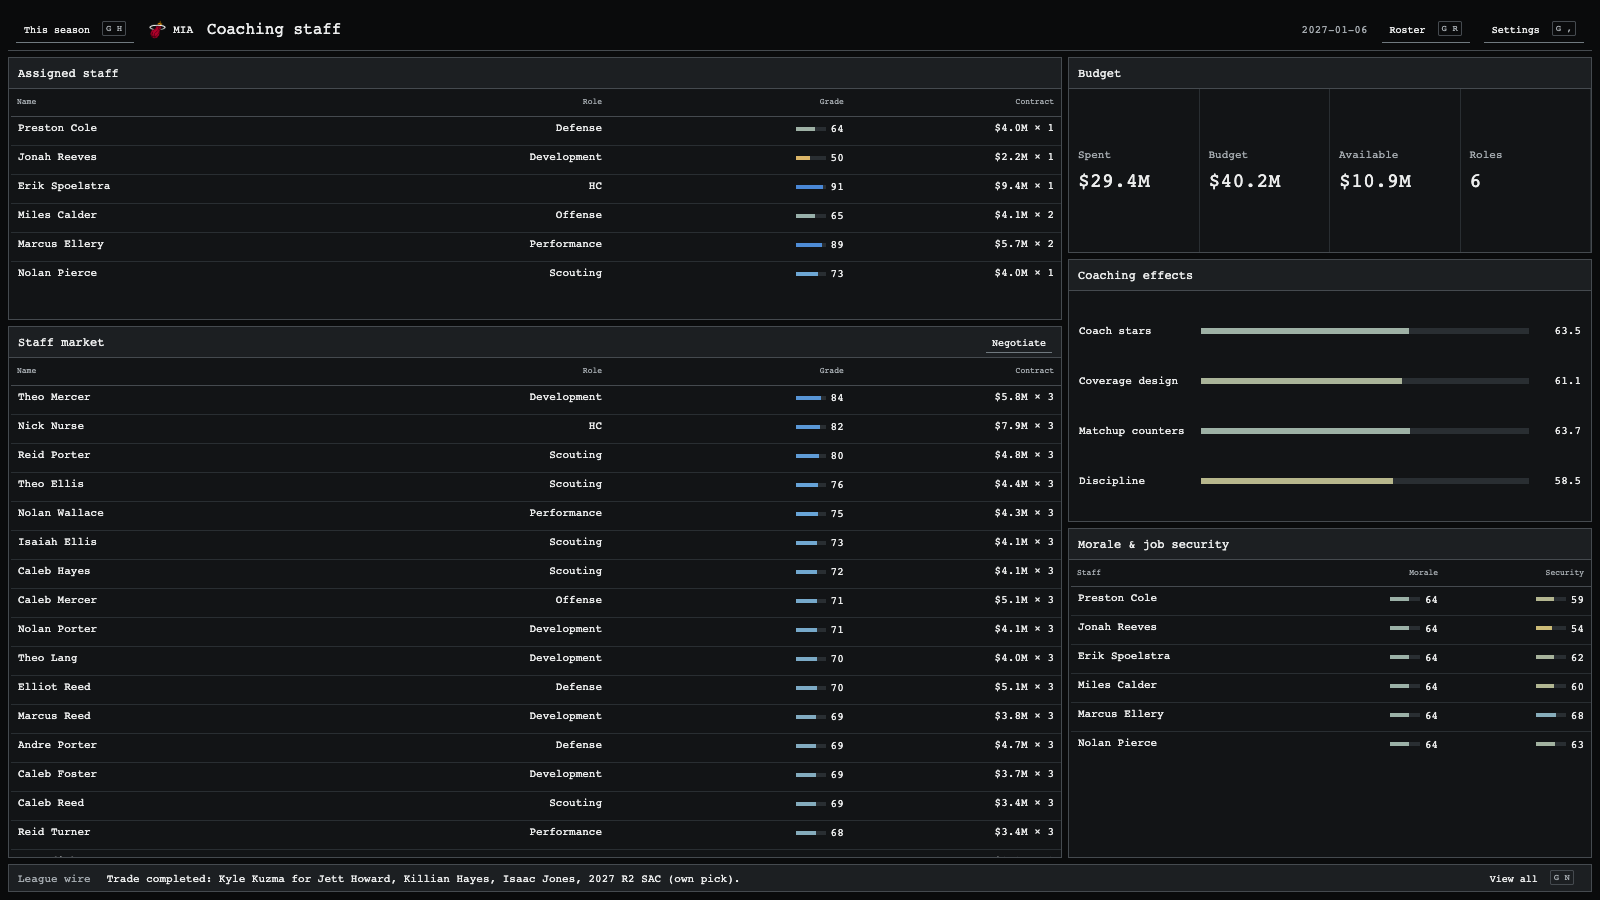 This season G H MIA Coaching staff 2027-01-06 Roster G R Settings G ,
Assigned staff
Name Role Grade Contract
Preston Cole Defense 64 $4.0M × 1
Jonah Reeves Development 50 $2.2M × 1
Erik Spoelstra HC 91 $9.4M × 1
Miles Calder Offense 65 $4.1M × 2
Marcus Ellery Performance 89 $5.7M × 2
Nolan Pierce Scouting 73 $4.0M × 1
Staff market Negotiate
Name Role Grade Contract
Theo Mercer Development 84 $5.8M × 3
Nick Nurse HC 82 $7.9M × 3
Reid Porter Scouting 80 $4.8M × 3
Theo Ellis Scouting 76 $4.4M × 3
Nolan Wallace Performance 75 $4.3M × 3
Isaiah Ellis Scouting 73 $4.1M × 3
Caleb Hayes Scouting 72 $4.1M × 3
Caleb Mercer Offense 71 $5.1M × 3
Nolan Porter Development 71 $4.1M × 3
Theo Lang Development 70 $4.0M × 3
Elliot Reed Defense 70 $5.1M × 3
Marcus Reed Development 69 $3.8M × 3
Andre Porter Defense 69 $4.7M × 3
Caleb Foster Development 69 $3.7M × 3
Caleb Reed Scouting 69 $3.4M × 3
Reid Turner Performance 68 $3.4M × 3
Budget
Spent Budget Available Roles
$29.4M $40.2M $10.9M 6
Coaching effects
Coach stars 63.5
Coverage design 61.1
Matchup counters 63.7
Discipline 58.5
Morale & job security
Staff Morale Security
Preston Cole 64 59
Jonah Reeves 64 54
Erik Spoelstra 64 62
Miles Calder 64 60
Marcus Ellery 64 68
Nolan Pierce 64 63
League wire Trade completed: Kyle Kuzma for Jett Howard, Killian Hayes, Isaac Jones, 2027 R2 SAC (own pick). View all G N